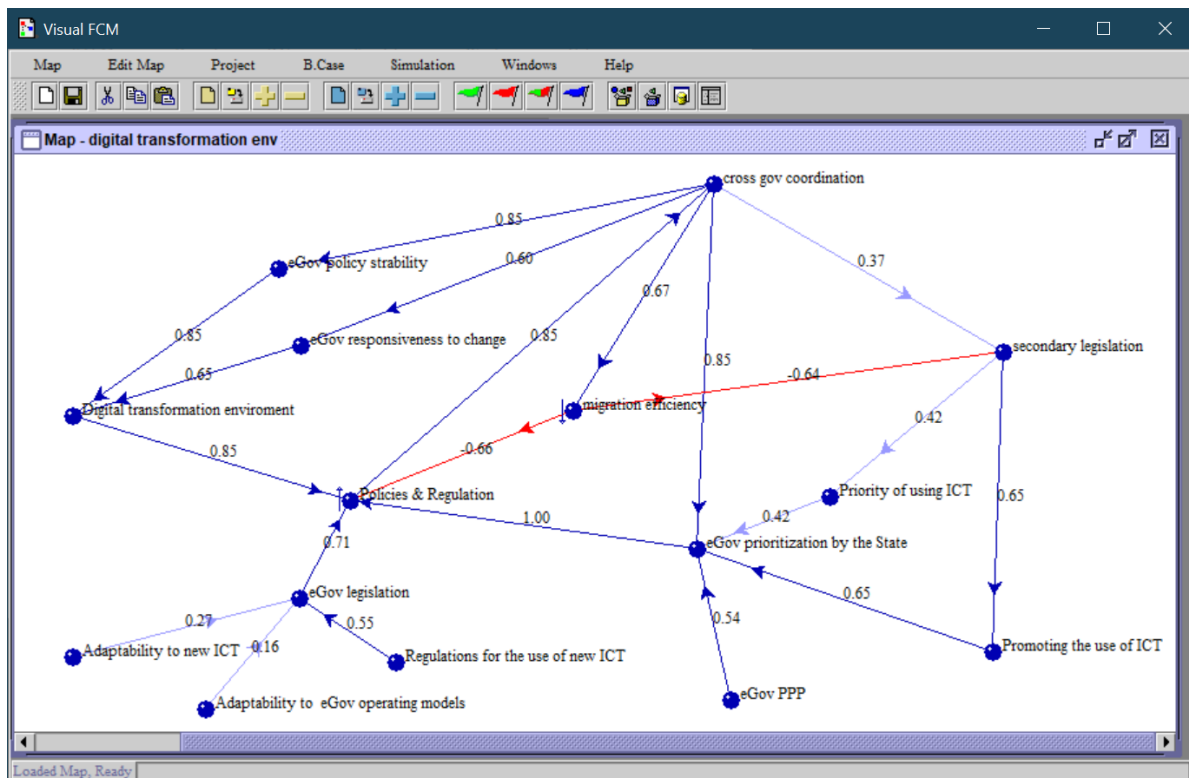 Visual FCM
Map Edit Map Project B.Case Simulation Windows Help
Map - digital transformation env
cross gov coordination
0.85
eGov policy strability
0.60
0.37
0.67
0.85
0.85
eGov responsiveness to change
secondary legislation
0.85
0.65
-0.64
migration efficiency
Digital transformation enviroment
0.42
0.85
-0.66
Policies & Regulation
Priority of using ICT
0.65
1.00
0.42
0.71
eGov prioritization by the State
eGov legislation
0.65
0.27
0.55
0.54
0.16
Adaptability to new ICT
Regulations for the use of new ICT
Promoting the use of ICT
Adaptability to eGov operating models
eGov PPP
Loaded Map, Ready